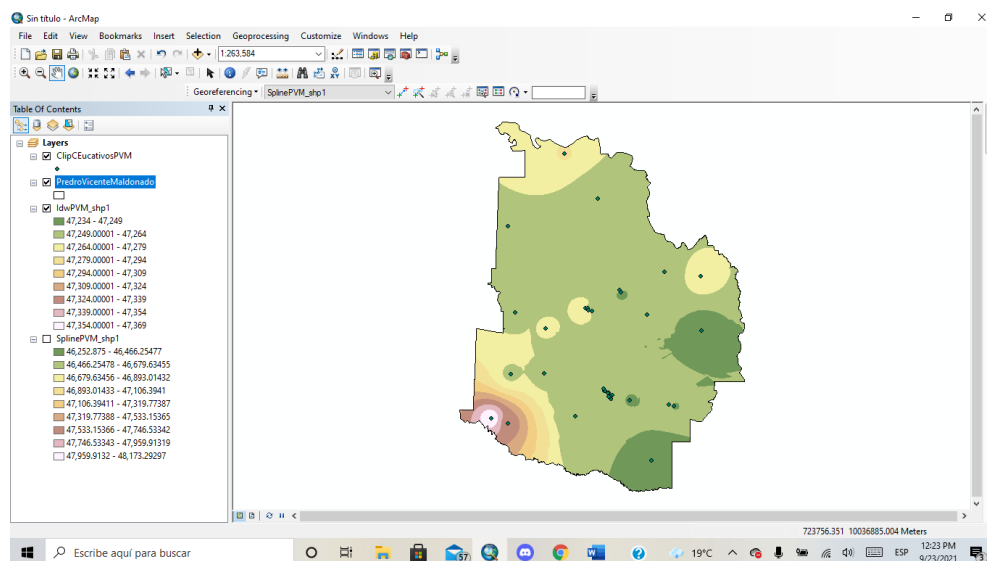 Sin título - ArcMap
File Edit View Bookmarks Insert Selection Geoprocessing Customize Windows Help
1:263,584
Georeferencing SplinePVM_shp1
Table Of Contents
Layers
ClipCEucativosPVM
PredroVicenteMaldonado
IdwPVM_shp1
47,234 - 47,249
47,249.00001 - 47,264
47,264.00001 - 47,279
47,279.00001 - 47,294
47,294.00001 - 47,309
47,309.00001 - 47,324
47,324.00001 - 47,339
47,339.00001 - 47,354
47,354.00001 - 47,369
SplinePVM_shp1
46,252.875 - 46,466.25477
46,466.25478 - 46,679.63455
46,679.63456 - 46,893.01432
46,893.01433 - 47,106.3941
47,106.39411 - 47,319.77387
47,319.77388 - 47,533.15365
47,533.15366 - 47,746.53342
47,746.53343 - 47,959.91319
47,959.9132 - 48,173.29297
723756.351 10036885.004 Meters
Escribe aquí para buscar
57
19°C
ESP
12:23 PM
9/23/2021
3